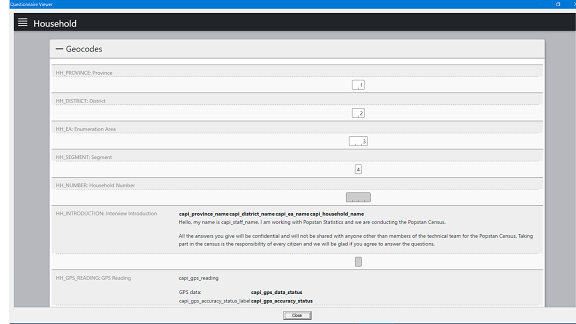 Questionnaire Viewer
Household
Geocodes
HH_PROVINCE: Province
1
HH_DISTRICT: District
2
HH_EA: Enumeration Area
3
HH_SEGMENT: Segment
4
HH_NUMBER: Household Number
HH_INTRODUCTION: Interview Introduction
capi_province_name capi_district_name capi_ea_name capi_household_name
Hello, my name is capi_staff_name. I am working with Popstan Statistics and we are conducting the Popstan Census.
All the answers you give will be confidential and will not be shared with anyone other than members of the technical team for the Popstan Census. Taking
part in the census is the responsibility of every citizen and we will be glad if you agree to answer the questions.
HH_GPS_READING: GPS Reading
capi_gps_reading
GPS data: capi_gps_data_status
capi_gps_accuracy_status_label capi_gps_accuracy_status
Close